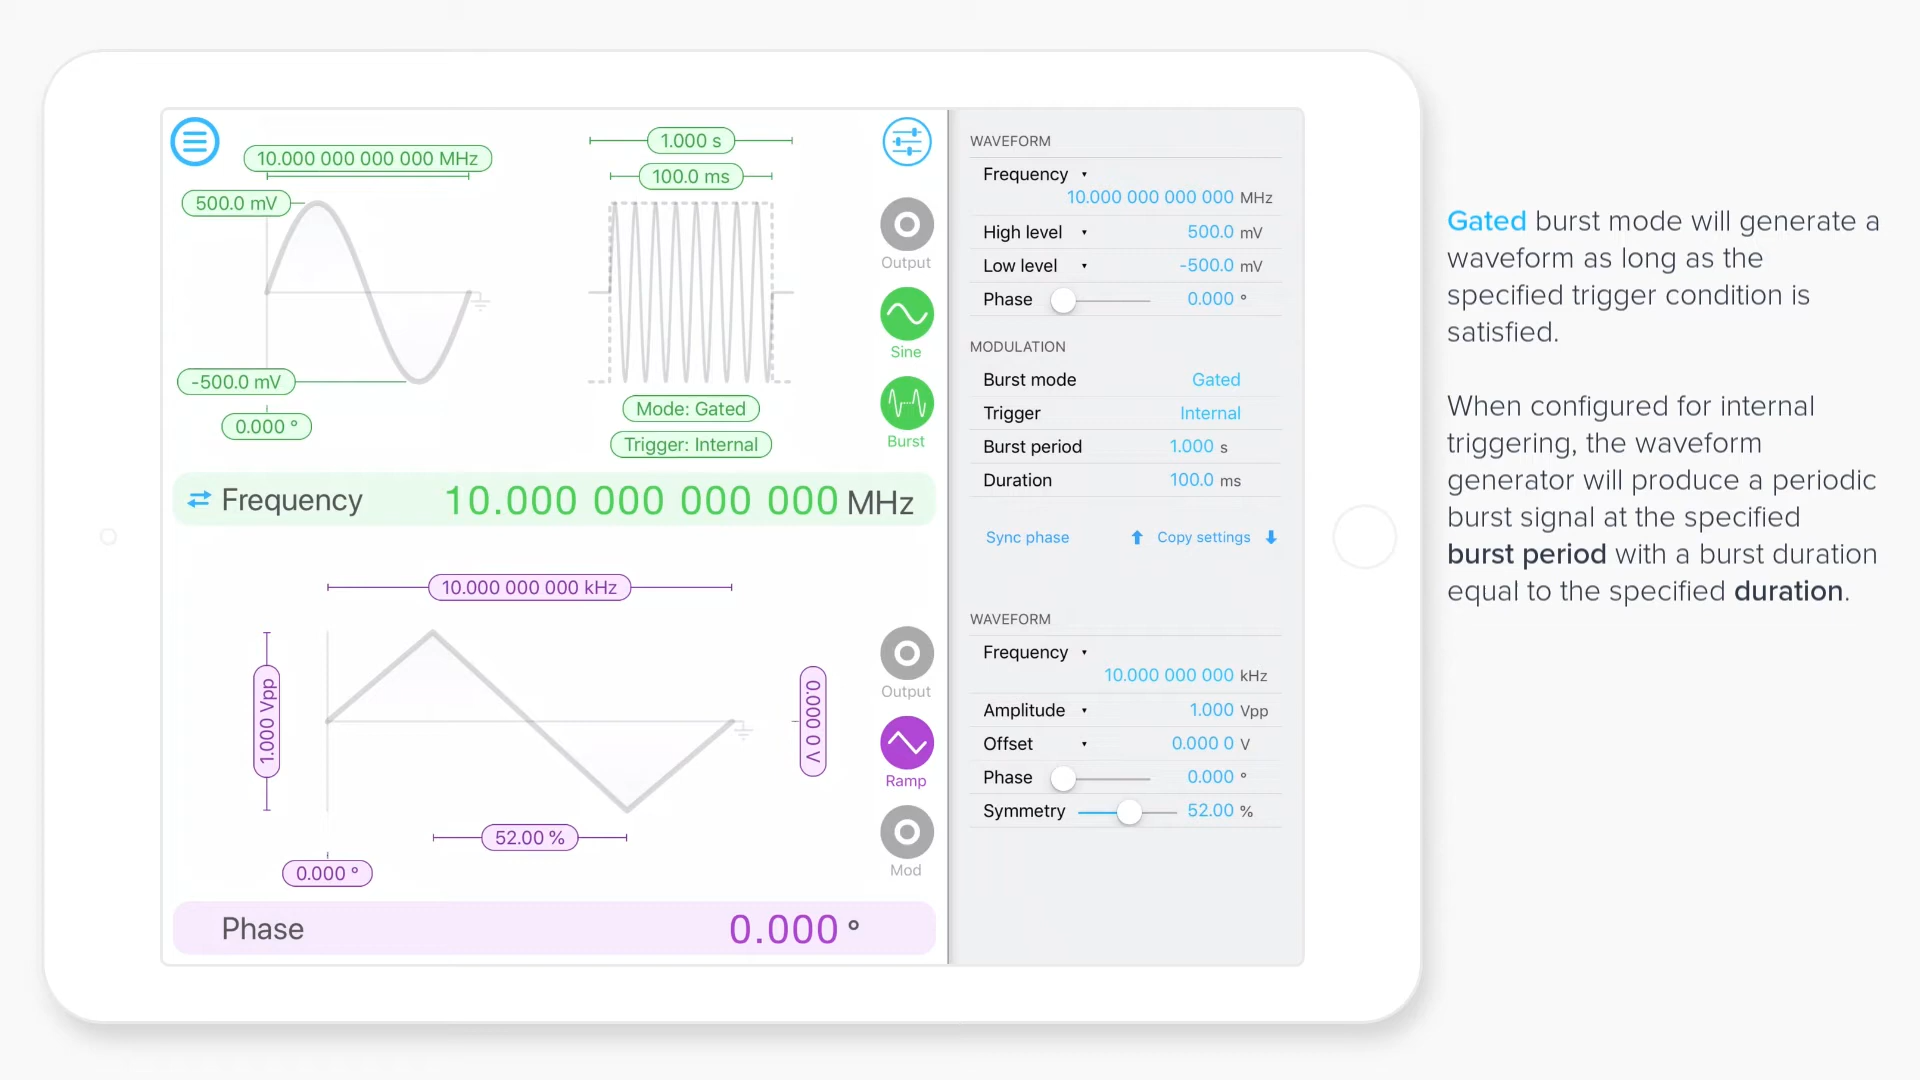 10.000 000 000 000 MHz
500.0 mV
-500.0 mV
0.000 °
1.000 s
100.0 ms
Mode: Gated
Trigger: Internal
Output
Sine
Burst
Frequency 10.000 000 000 000 MHz
10.000 000 000 kHz
1.000 Vpp
0.000 0 V
52.00 %
0.000 °
Output
Ramp
Mod
Phase 0.000 °
WAVEFORM
Frequency
10.000 000 000 000 MHz
High level 500.0 mV
Low level -500.0 mV
Phase 0.000 °
MODULATION
Burst mode Gated
Trigger Internal
Burst period 1.000 s
Duration 100.0 ms
Sync phase Copy settings
WAVEFORM
Frequency
10.000 000 000 kHz
Amplitude 1.000 Vpp
Offset 0.000 0 V
Phase 0.000 °
Symmetry 52.00 %
Gated burst mode will generate a
waveform as long as the
specified trigger condition is
satisfied.
When configured for internal
triggering, the waveform
generator will produce a periodic
burst signal at the specified
burst period with a burst duration
equal to the specified duration.